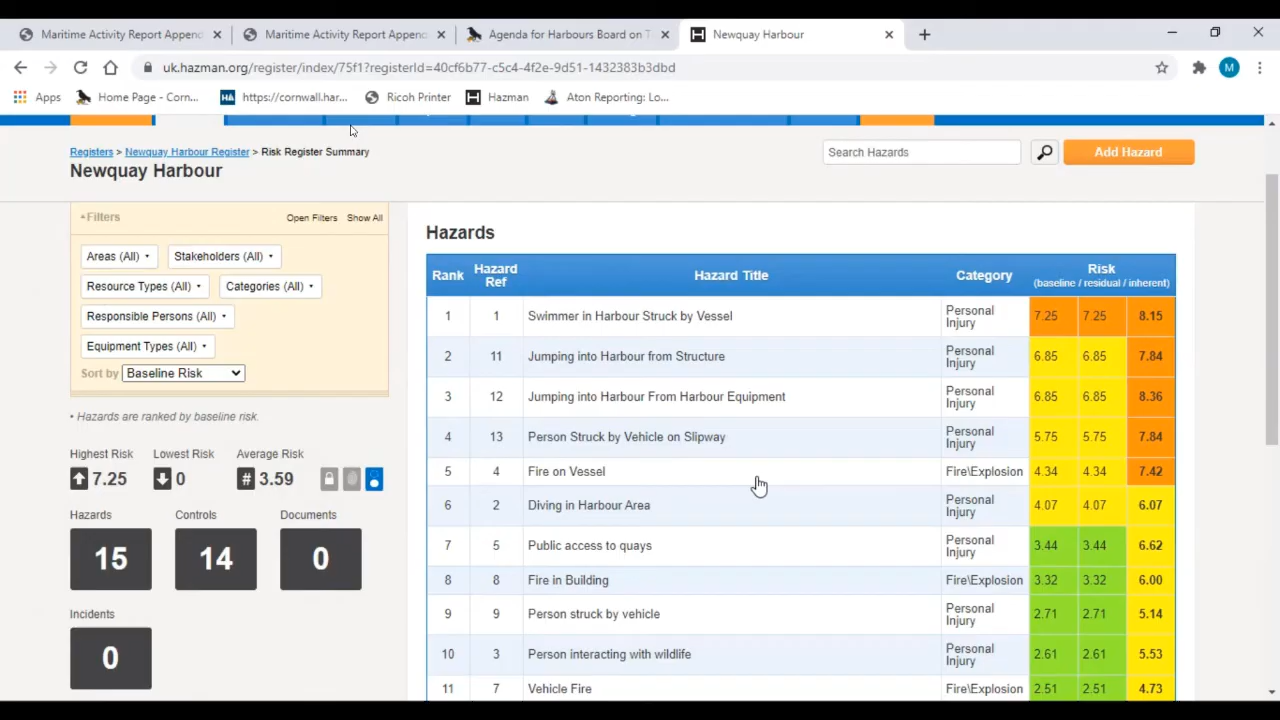 Maritime Activity Report Append
Maritime Activity Report Append
Agenda for Harbours Board on T
Newquay Harbour
uk.hazman.org/register/index/75f1?registerId=40cf6b77-c5c4-4f2e-9d51-1432383b3dbd
M
Apps
Home Page - Corn...
https://cornwall.har...
Ricoh Printer
Hazman
Aton Reporting: Lo...
Registers > Newquay Harbour Register > Risk Register Summary
Newquay Harbour
Search Hazards
Add Hazard
Filters
Open Filters Show All
Areas (All)
Stakeholders (All)
Resource Types (All)
Categories (All)
Responsible Persons (All)
Equipment Types (All)
Sort by Baseline Risk
• Hazards are ranked by baseline risk.
Highest Risk Lowest Risk Average Risk
7.25 0 # 3.59
Hazards Controls Documents
15 14 0
Incidents
0
Hazards
Rank Hazard Ref Hazard Title Category Risk
(baseline / residual / inherent)
1 1 Swimmer in Harbour Struck by Vessel Personal Injury 7.25 7.25 8.15
2 11 Jumping into Harbour from Structure Personal Injury 6.85 6.85 7.84
3 12 Jumping into Harbour From Harbour Equipment Personal Injury 6.85 6.85 8.36
4 13 Person Struck by Vehicle on Slipway Personal Injury 5.75 5.75 7.84
5 4 Fire on Vessel Fire\Explosion 4.34 4.34 7.42
6 2 Diving in Harbour Area Personal Injury 4.07 4.07 6.07
7 5 Public access to quays Personal Injury 3.44 3.44 6.62
8 8 Fire in Building Fire\Explosion 3.32 3.32 6.00
9 9 Person struck by vehicle Personal Injury 2.71 2.71 5.14
10 3 Person interacting with wildlife Personal Injury 2.61 2.61 5.53
11 7 Vehicle Fire Fire\Explosion 2.51 2.51 4.73